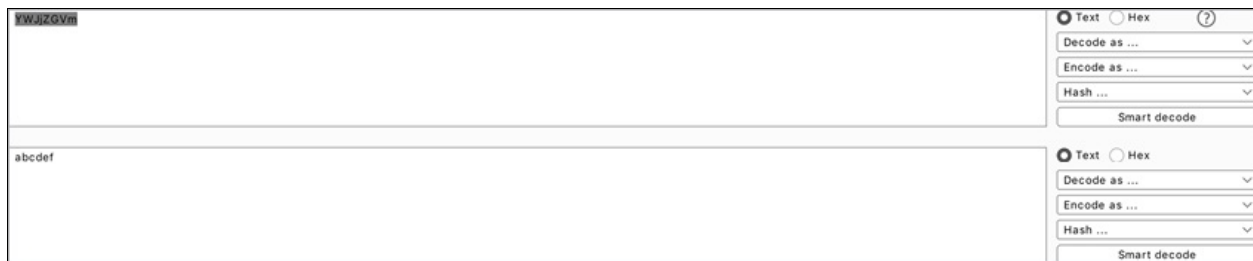 YWJjZGVm
Text Hex ?
Decode as ...
Encode as ...
Hash ...
Smart decode
abcdef
Text Hex
Decode as ...
Encode as ...
Hash ...
Smart decode